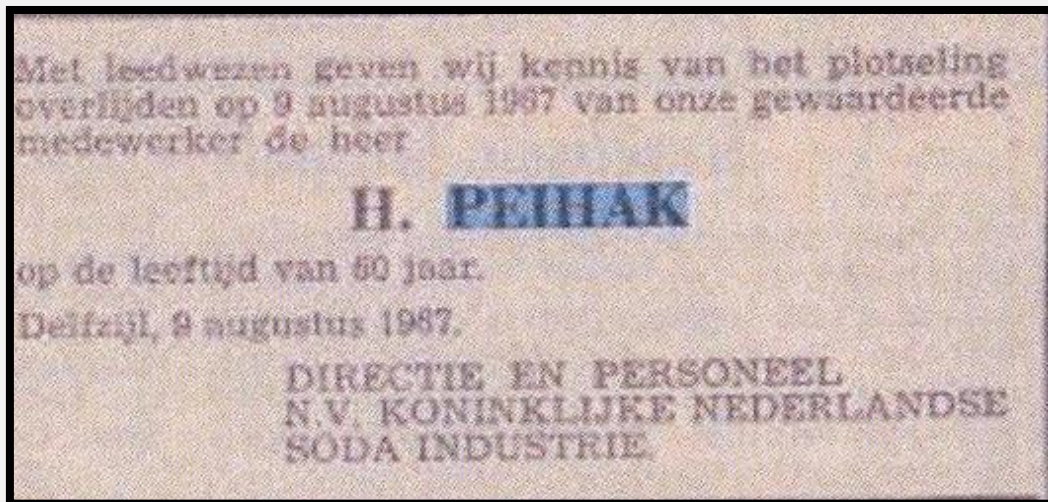 Met leedwezen geven wij kennis van het plotseling
overlijden op 9 augustus 1967 van onze gewaardeerde
medewerker de heer
H. PEIHAK
op de leeftijd van 60 jaar.
Delfzijl, 9 augustus 1967.
DIRECTIE EN PERSONEEL
N.V. KONINKLIJKE NEDERLANDSE
SODA INDUSTRIE